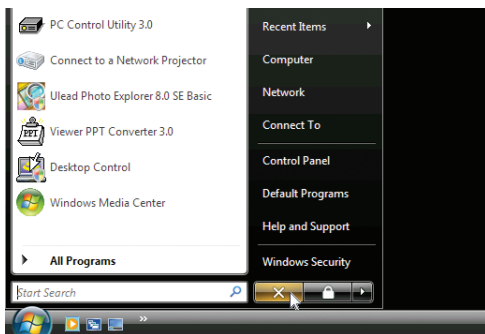 PC Control Utility 3.0
Connect to a Network Projector
Ulead Photo Explorer 8.0 SE Basic
PPT
Viewer PPT Converter 3.0
Desktop Control
Windows Media Center
All Programs
Start Search
Recent Items
Computer
Network
Connect To
Control Panel
Default Programs
Help and Support
Windows Security